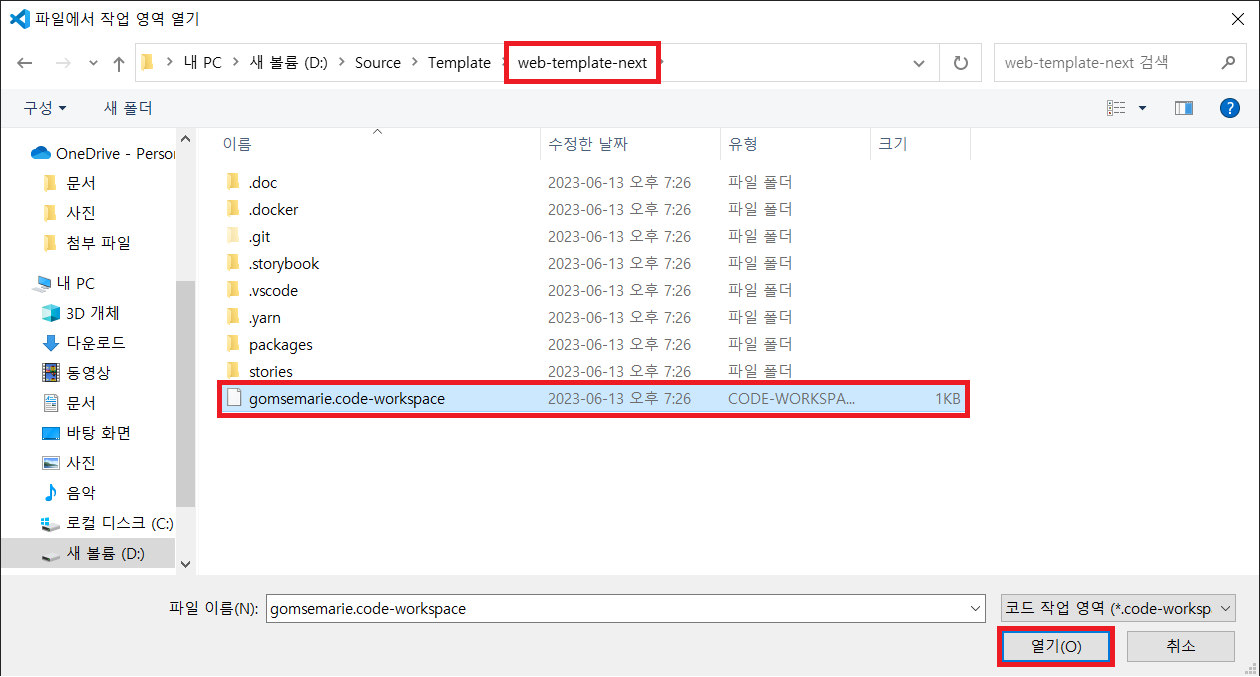 파일에서 작업 영역 열기
내 PC > 새 볼륨 (D:) > Source > Template > web-template-next
web-template-next 검색
구성
새 폴더
이름 수정한 날짜 유형 크기
OneDrive - Person
문서
사진
첨부 파일
내 PC
3D 개체
다운로드
동영상
문서
바탕 화면
사진
음악
로컬 디스크 (C:)
새 볼륨 (D:)
.doc 2023-06-13 오후 7:26 파일 폴더
.docker 2023-06-13 오후 7:26 파일 폴더
.git 2023-06-13 오후 7:26 파일 폴더
.storybook 2023-06-13 오후 7:26 파일 폴더
.vscode 2023-06-13 오후 7:26 파일 폴더
.yarn 2023-06-13 오후 7:26 파일 폴더
packages 2023-06-13 오후 7:26 파일 폴더
stories 2023-06-13 오후 7:26 파일 폴더
gomsemarie.code-workspace 2023-06-13 오후 7:26 CODE-WORKSPA... 1KB
파일 이름(N): gomsemarie.code-workspace
코드 작업 영역 (*.code-worksp
열기(O)
취소